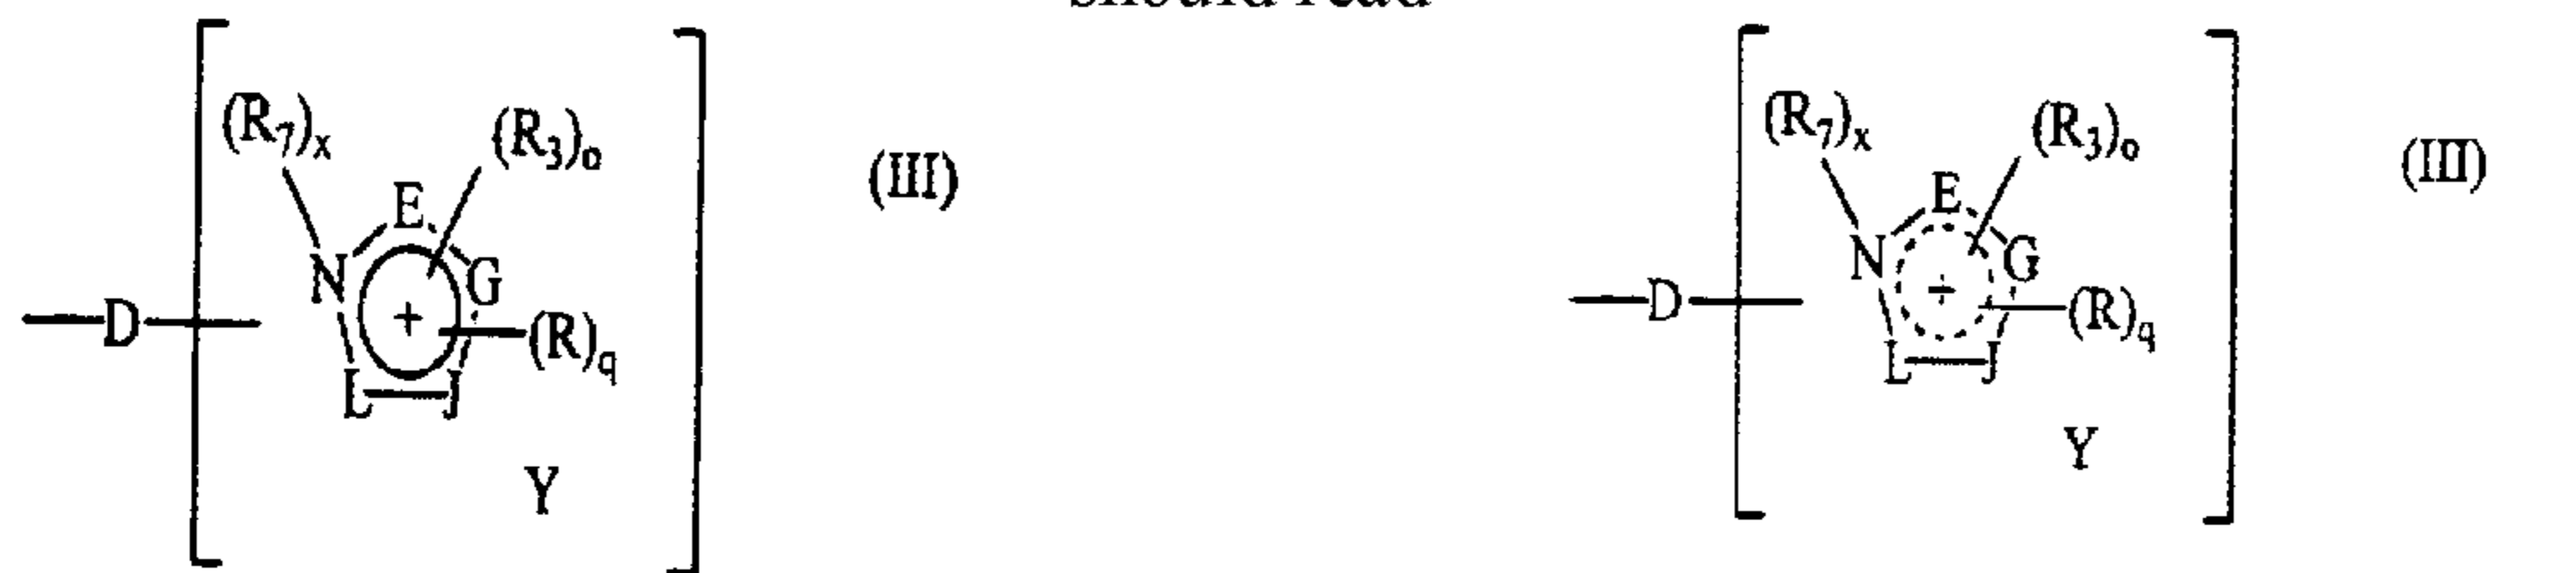 should read
(R7)x (R3)o (III) (R7)x (R3)o (III)
E E
N G N G
D + (R)q D + (R)q
L J L J
Y Y